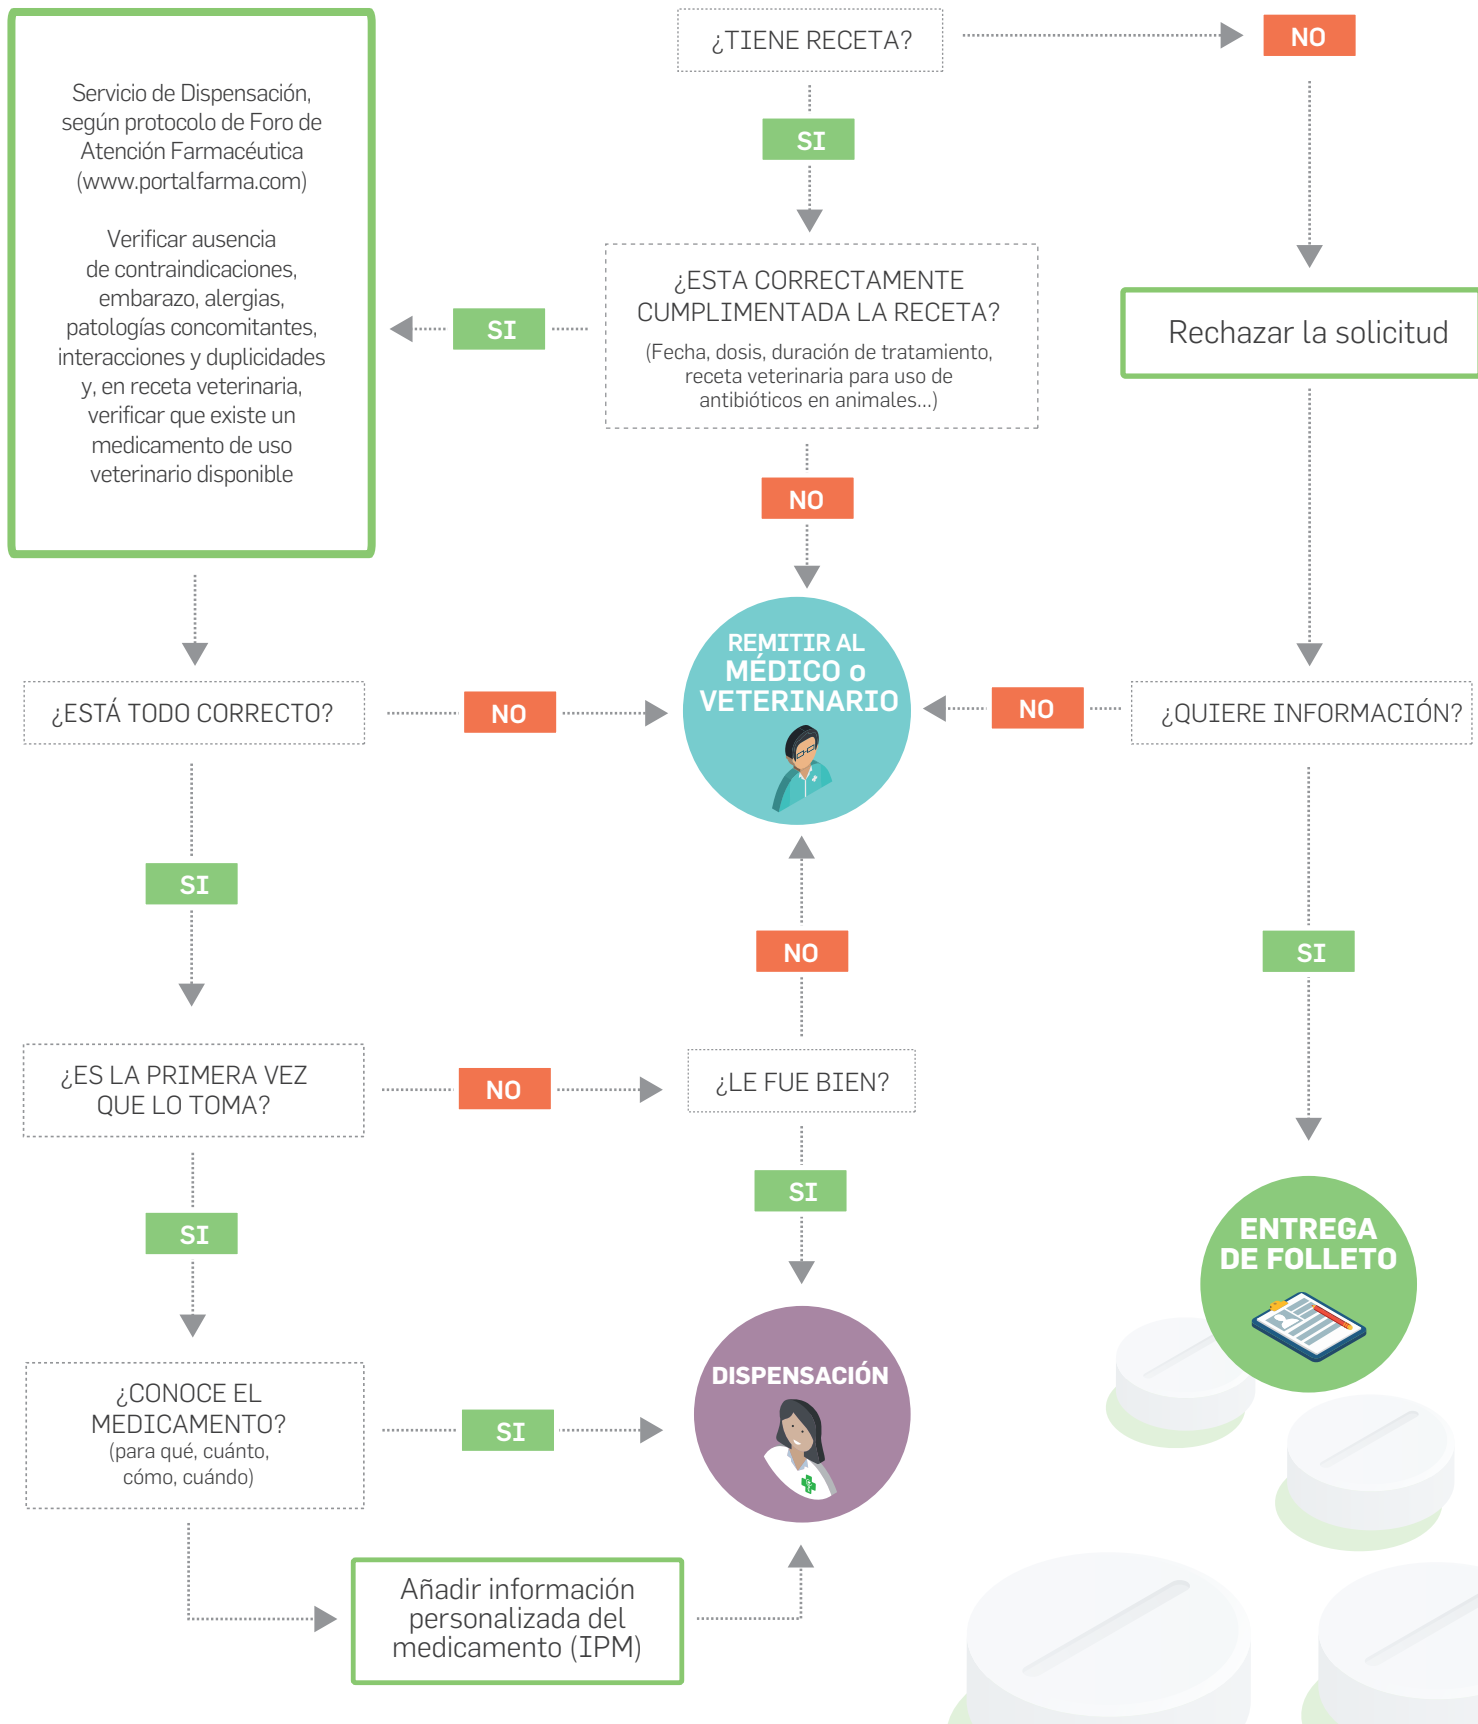 ¿TIENE RECETA?
NO
SI
Servicio de Dispensación,
según protocolo de Foro de
Atención Farmacéutica
(www.portalfarma.com)
Verificar ausencia
de contraindicaciones,
embarazo, alergias,
patologías concomitantes,
interacciones y duplicidades
y, en receta veterinaria,
verificar que existe un
medicamento de uso
veterinario disponible
SI
¿ESTA CORRECTAMENTE
CUMPLIMENTADA LA RECETA?
(Fecha, dosis, duración de tratamiento,
receta veterinaria para uso de
antibióticos en animales...)
Rechazar la solicitud
NO
REMITIR AL
MÉDICO o
VETERINARIO
¿ESTÁ TODO CORRECTO?
NO
NO
¿QUIERE INFORMACIÓN?
SI
NO
SI
¿ES LA PRIMERA VEZ
QUE LO TOMA?
NO
¿LE FUE BIEN?
SI
SI
ENTREGA
DE FOLLETO
¿CONOCE EL
MEDICAMENTO?
(para qué, cuánto,
cómo, cuándo)
SI
DISPENSACIÓN
Añadir información
personalizada del
medicamento (IPM)